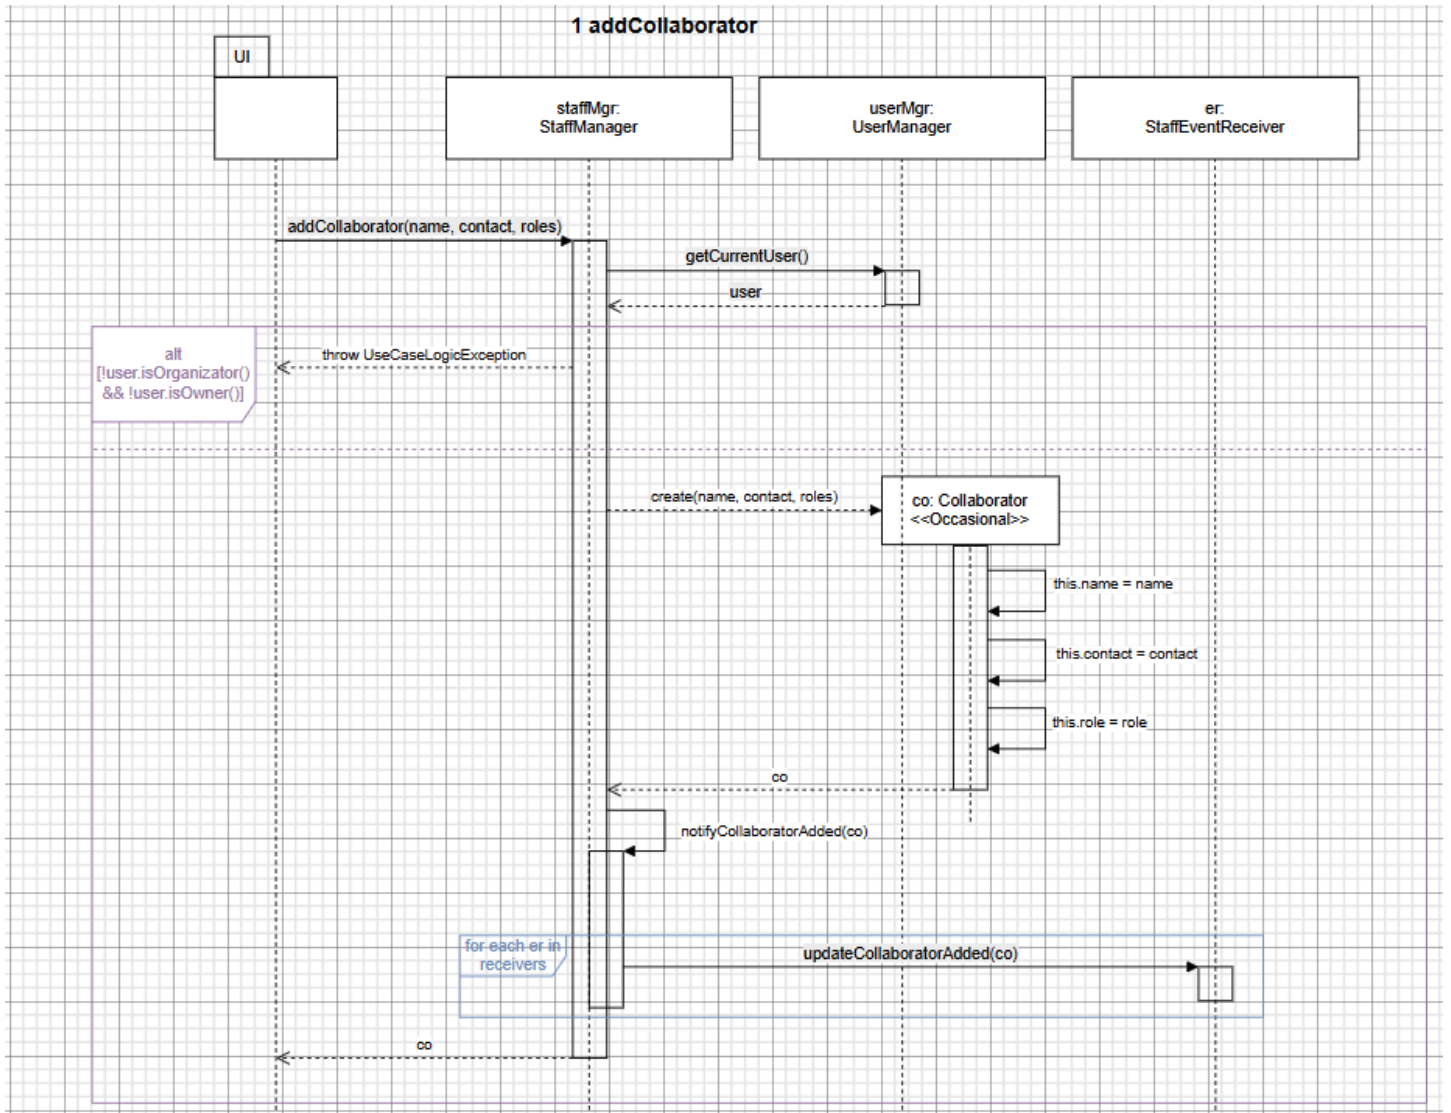 1 addCollaborator
UI
staffMgr:
StaffManager
userMgr:
UserManager
er:
StaffEventReceiver
addCollaborator(name, contact, roles)
getCurrentUser()
user
alt
[!user.isOrganizator()
&& !user.isOwner()]
throw UseCaseLogicException
create(name, contact, roles)
co: Collaborator
<<Occasional>>
this.name = name
this.contact = contact
this.role = role
co
notifyCollaboratorAdded(co)
for each er in
receivers
updateCollaboratorAdded(co)
co